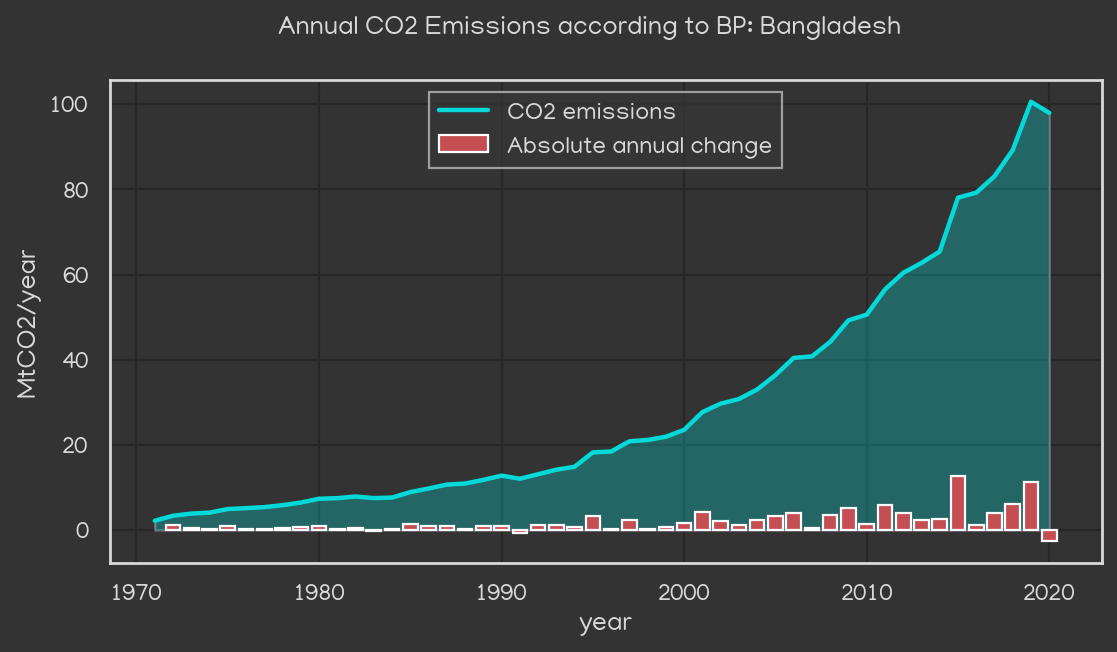 Annual CO2 Emissions according to BP: Bangladesh
CO2 emissions
Absolute annual change
MtCO2/year
100
80
60
40
20
0
1970 1980 1990 2000 2010 2020
year